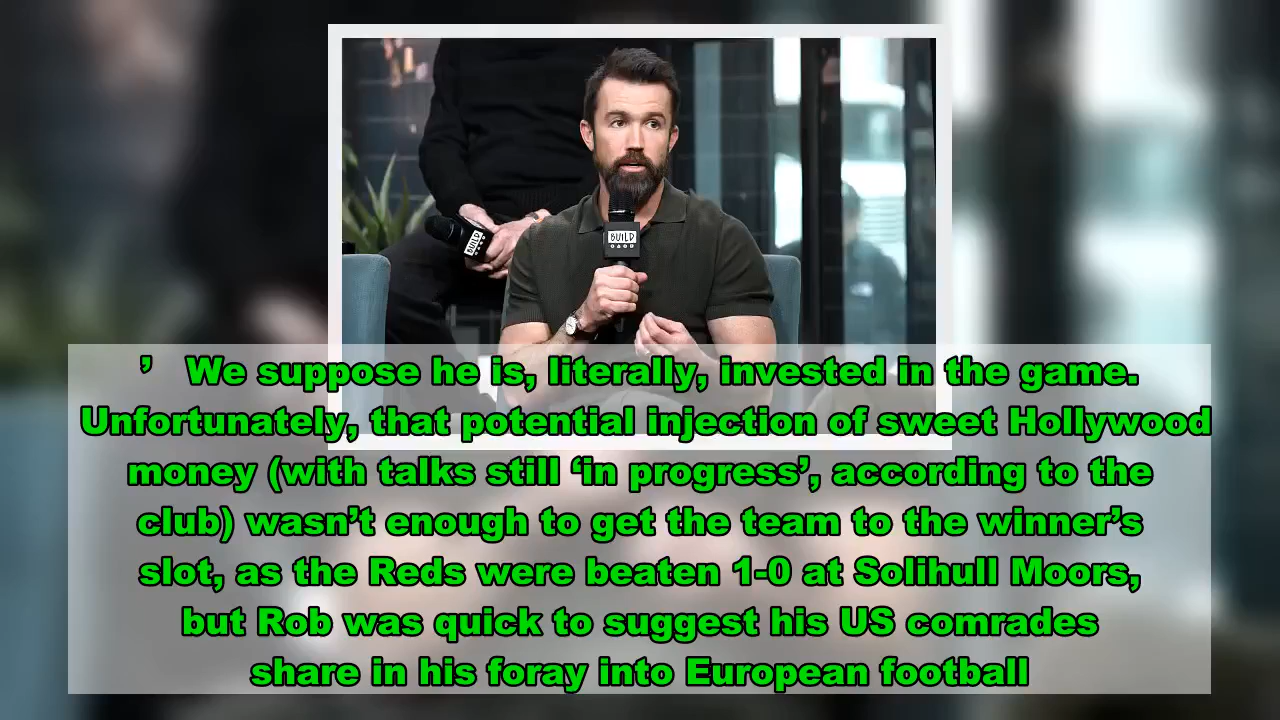 BUILD
BUILD
’ We suppose he is, literally, invested in the game.
Unfortunately, that potential injection of sweet Hollywood
money (with talks still ‘in progress’, according to the
club) wasn’t enough to get the team to the winner’s
slot, as the Reds were beaten 1-0 at Solihull Moors,
but Rob was quick to suggest his US comrades
share in his foray into European football